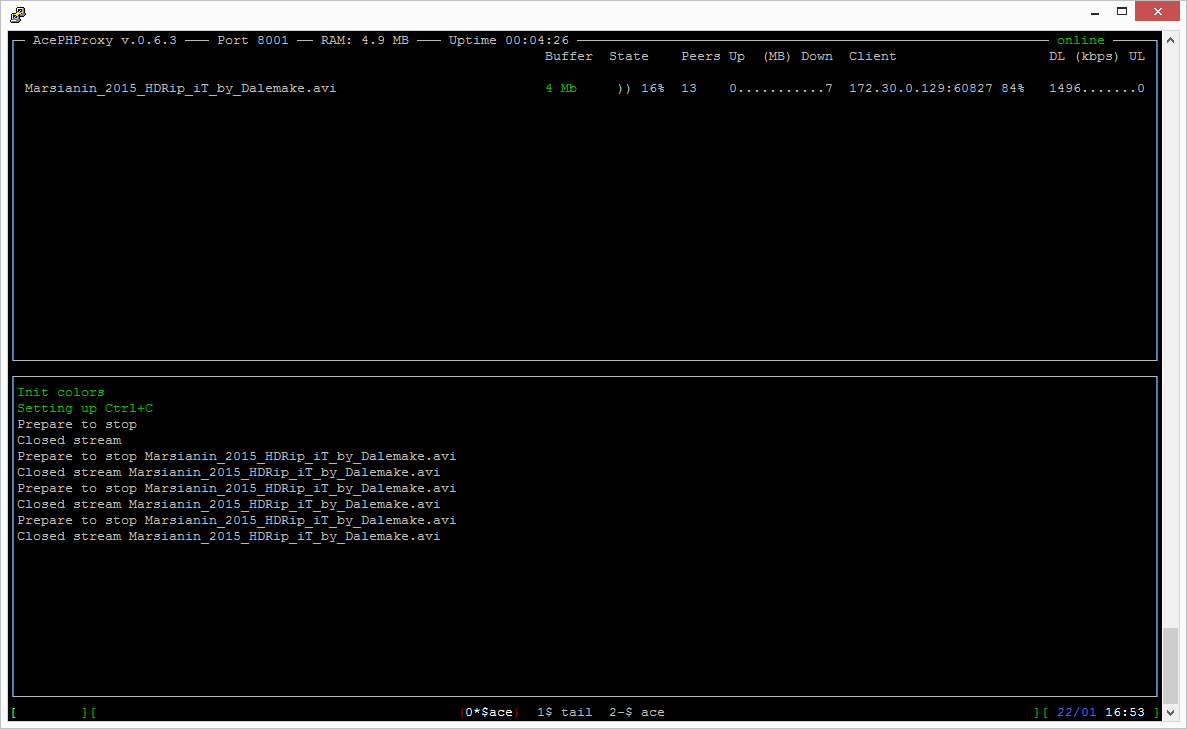 AcePHProxy v.0.6.3 Port 8001 RAM: 4.9 MB Uptime 00:04:26 online
Buffer State Peers Up (MB) Down Client DL (kbps) UL
Marsianin_2015_HDRip_iT_by_Dalemake.avi 4 Mb )) 16% 13 0...........7 172.30.0.129:60827 84% 1496.......0
Init colors
Setting up Ctrl+C
Prepare to stop
Closed stream
Prepare to stop Marsianin_2015_HDRip_iT_by_Dalemake.avi
Closed stream Marsianin_2015_HDRip_iT_by_Dalemake.avi
Prepare to stop Marsianin_2015_HDRip_iT_by_Dalemake.avi
Closed stream Marsianin_2015_HDRip_iT_by_Dalemake.avi
Prepare to stop Marsianin_2015_HDRip_iT_by_Dalemake.avi
Closed stream Marsianin_2015_HDRip_iT_by_Dalemake.avi
[ ][ (0*$ace) 1$ tail 2-$ ace ][ 22/01 16:53 ]